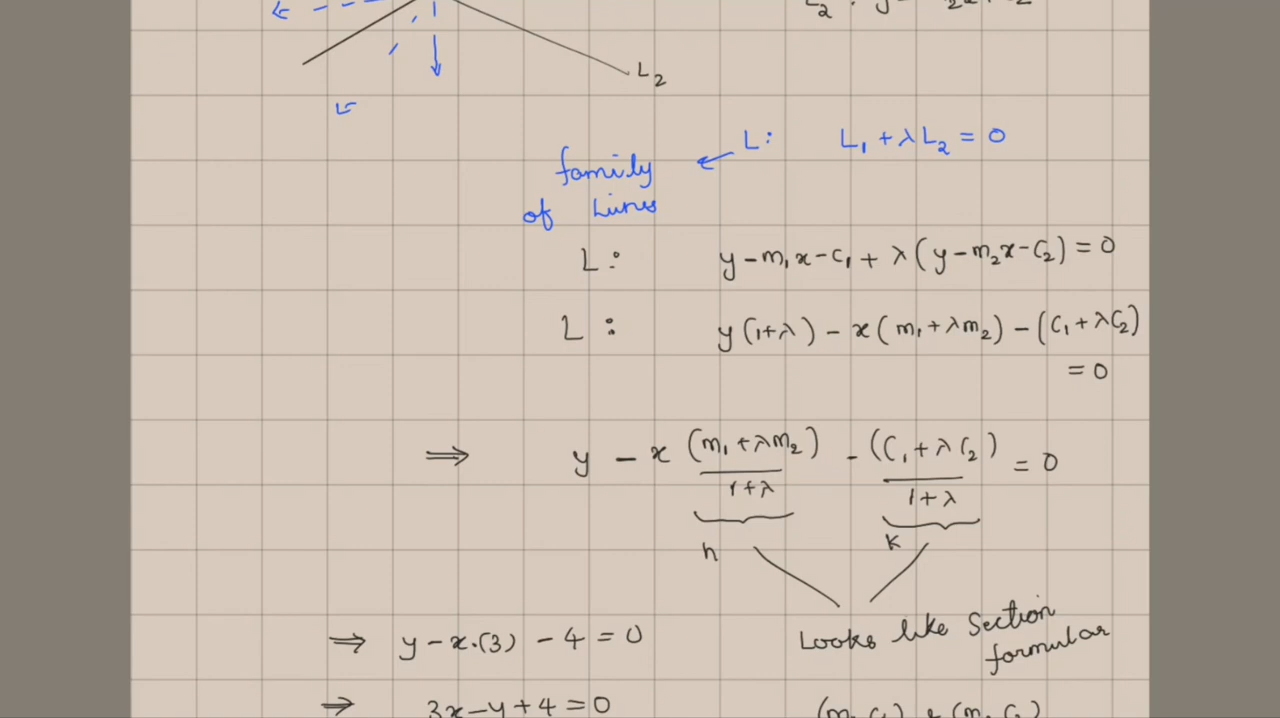 L₂
L: L₁ + λL₂ = 0
family
of Lines
L: y - m₁x - c₁ + λ(y - m₂x - c₂) = 0
L: y(1+λ) - x(m₁ + λm₂) - (c₁ + λc₂)
= 0
⇒ y - x (m₁ + λm₂)/(1+λ) - (c₁ + λc₂)/(1+λ) = 0
h k
⇒ y - x.(3) - 4 = 0
Looks like Section
formular
⇒ 3x - y + 4 = 0